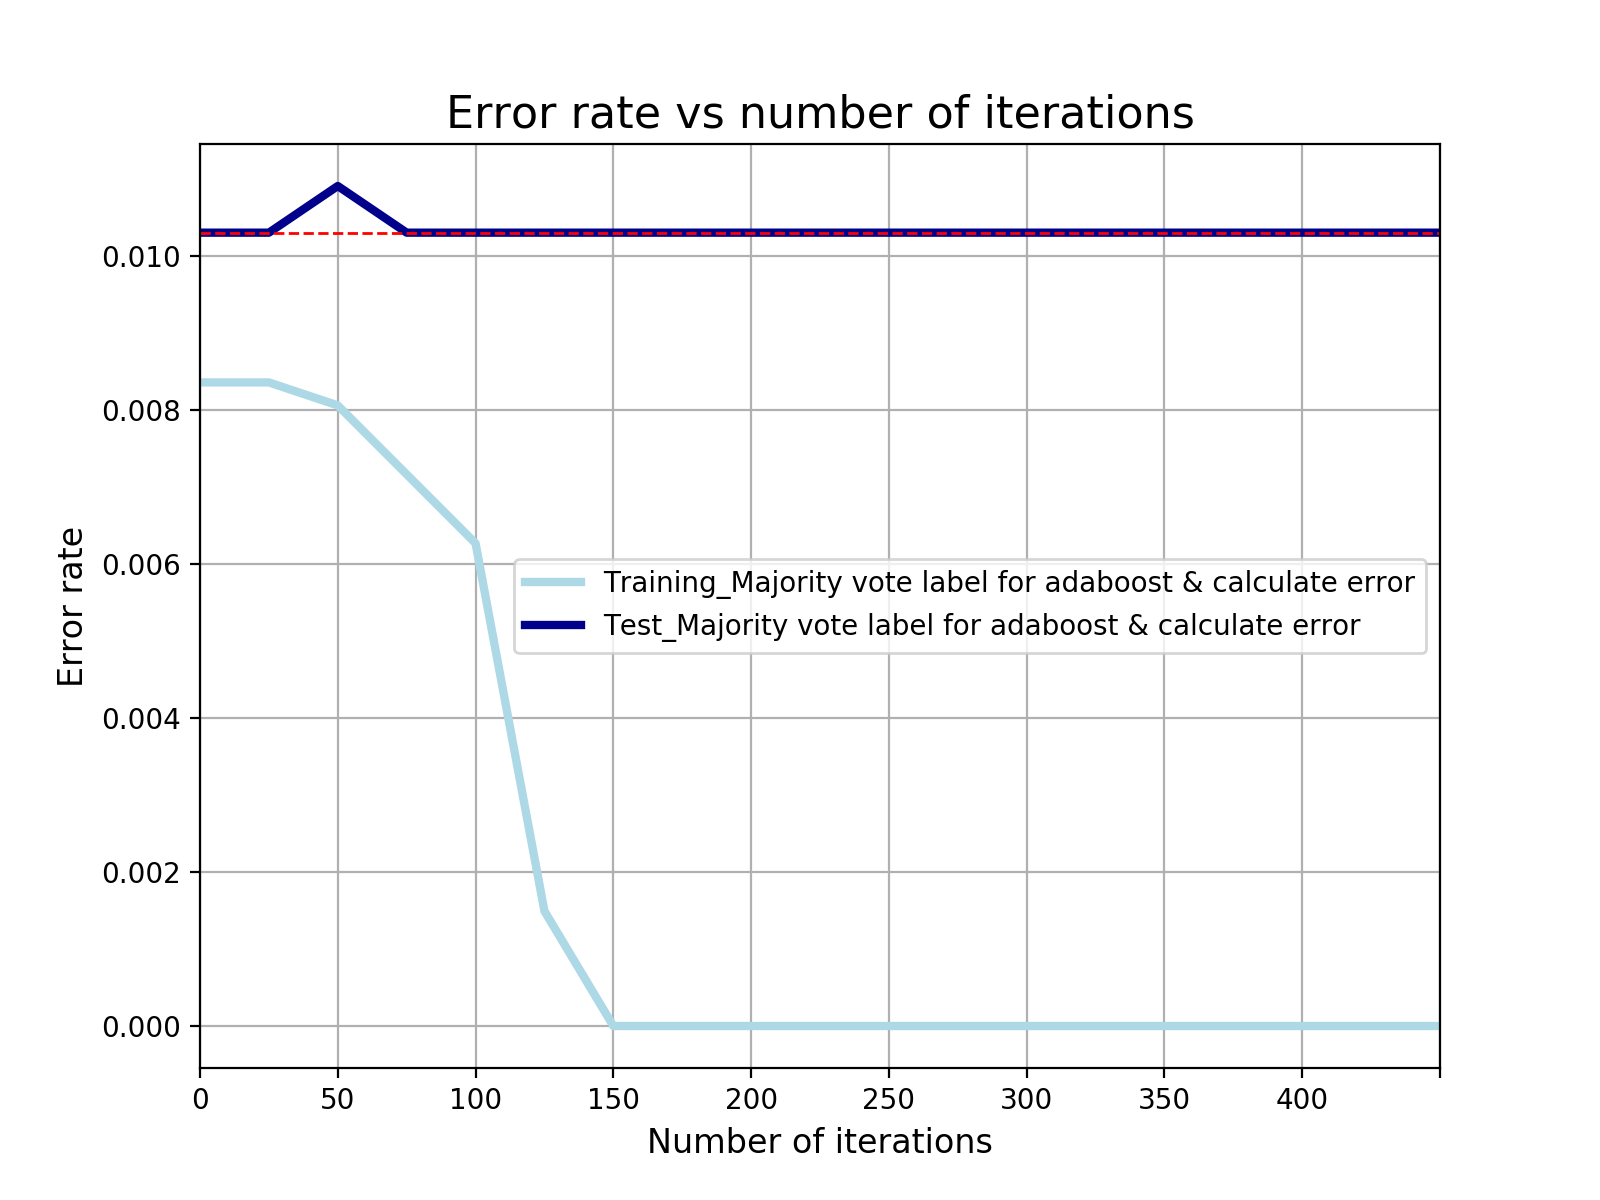 Error rate vs number of iterations
0.010
0.008
0.006
0.004
0.002
0.000
Error rate
Training_Majority vote label for adaboost & calculate error
Test_Majority vote label for adaboost & calculate error
0 50 100 150 200 250 300 350 400
Number of iterations